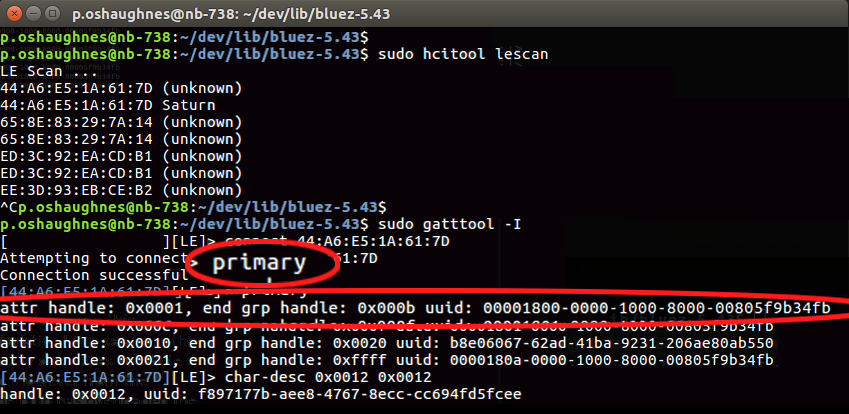 p.oshaughnes@nb-738: ~/dev/lib/bluez-5.43
p.oshaughnes@nb-738:~/dev/lib/bluez-5.43$
p.oshaughnes@nb-738:~/dev/lib/bluez-5.43$ sudo hcitool lescan
LE Scan ...
44:A6:E5:1A:61:7D (unknown)
44:A6:E5:1A:61:7D Saturn
65:8E:83:29:7A:14 (unknown)
65:8E:83:29:7A:14 (unknown)
ED:3C:92:EA:CD:B1 (unknown)
ED:3C:92:EA:CD:B1 (unknown)
EE:3D:93:EB:CE:B2 (unknown)
^Cp.oshaughnes@nb-738:~/dev/lib/bluez-5.43$
p.oshaughnes@nb-738:~/dev/lib/bluez-5.43$ sudo gatttool -I
[                 ][LE]> connect 44:A6:E5:1A:61:7D
Attempting to connect :61:7D
> primary
Connection successful
[44:A6:E5:1A:61:7D][LE]> primary
attr handle: 0x0001, end grp handle: 0x000b uuid: 00001800-0000-1000-8000-00805f9b34fb
attr handle: 0x000c, end grp handle: 0x000f uuid: 00001801-0000-1000-8000-00805f9b34fb
attr handle: 0x0010, end grp handle: 0x0020 uuid: b8e06067-62ad-41ba-9231-206ae80ab550
attr handle: 0x0021, end grp handle: 0xffff uuid: 0000180a-0000-1000-8000-00805f9b34fb
[44:A6:E5:1A:61:7D][LE]> char-desc 0x0012 0x0012
handle: 0x0012, uuid: f897177b-aee8-4767-8ecc-cc694fd5fcee